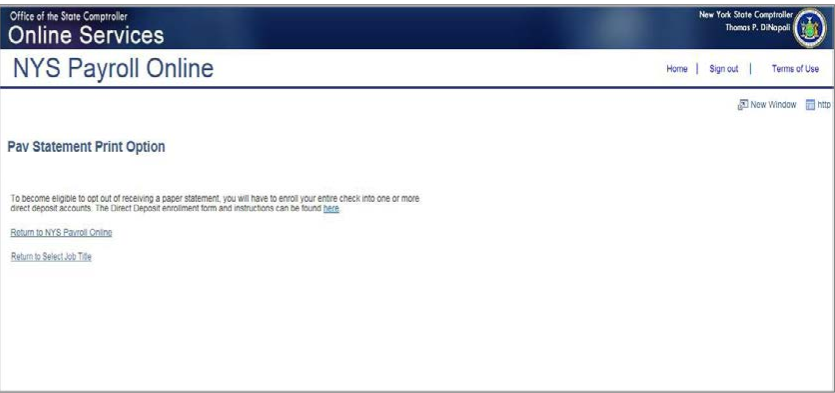 Office of the State Comptroller
Online Services
New York State Comptroller
Thomas P. DiNapoli
NYS Payroll Online
Home | Sign out | Terms of Use
New Window http
Pay Statement Print Option
To become eligible to opt out of receiving a paper statement, you will have to enroll your entire check into one or more
direct deposit accounts. The Direct Deposit enrollment form and instructions can be found here.
Return to NYS Payroll Online
Return to Select Job Title